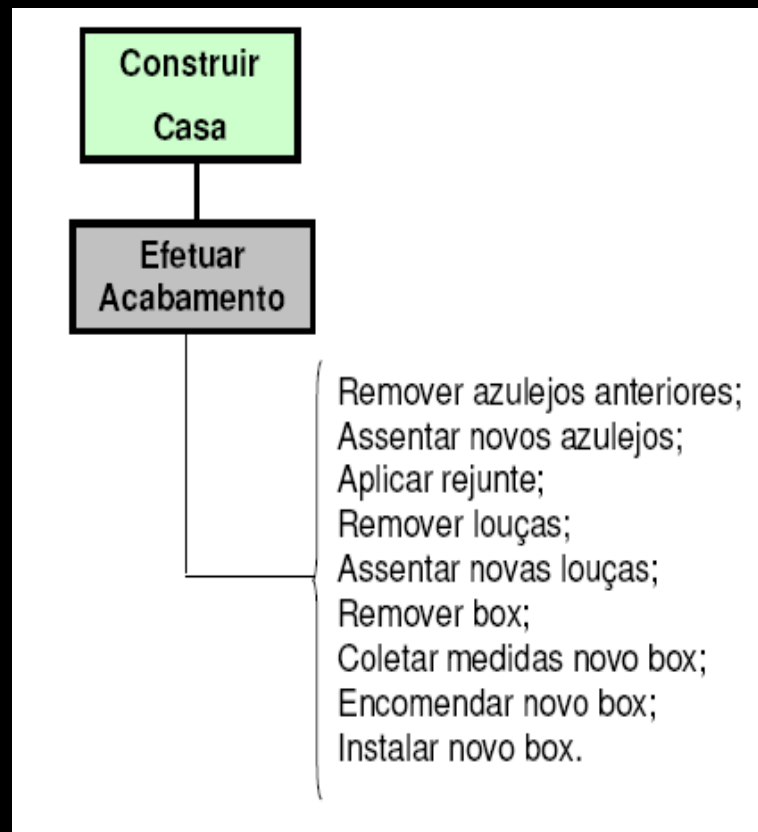 Construir
Casa
Efetuar
Acabamento
Remover azulejos anteriores;
Assentar novos azulejos;
Aplicar rejunte;
Remover louças;
Assentar novas louças;
Remover box;
Coletar medidas novo box;
Encomendar novo box;
Instalar novo box.